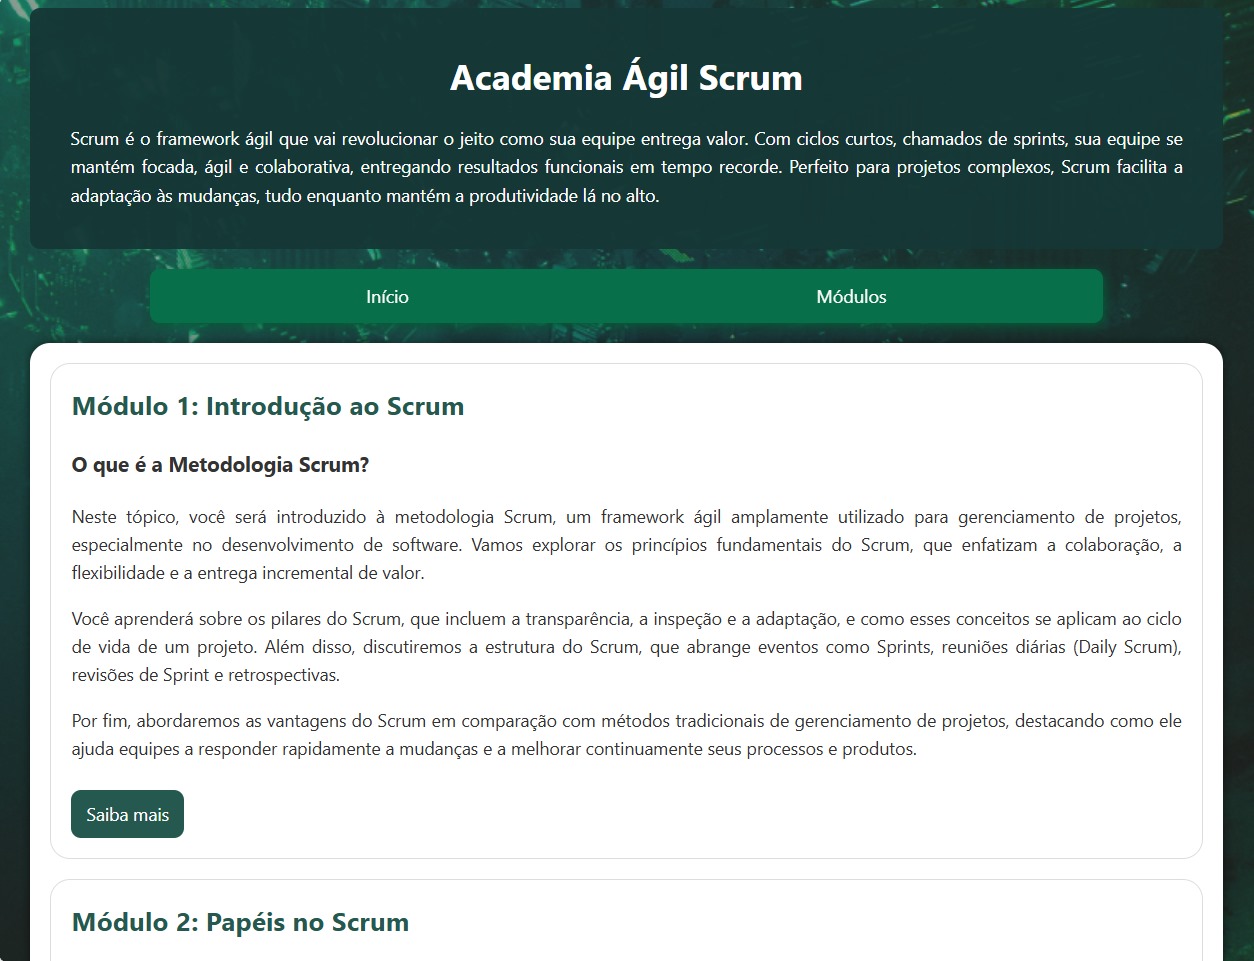 Academia Ágil Scrum
Scrum é o framework ágil que vai revolucionar o jeito como sua equipe entrega valor. Com ciclos curtos, chamados de sprints, sua equipe se
mantém focada, ágil e colaborativa, entregando resultados funcionais em tempo recorde. Perfeito para projetos complexos, Scrum facilita a
adaptação às mudanças, tudo enquanto mantém a produtividade lá no alto.
Início
Módulos
Módulo 1: Introdução ao Scrum
O que é a Metodologia Scrum?
Neste tópico, você será introduzido à metodologia Scrum, um framework ágil amplamente utilizado para gerenciamento de projetos,
especialmente no desenvolvimento de software. Vamos explorar os princípios fundamentais do Scrum, que enfatizam a colaboração, a
flexibilidade e a entrega incremental de valor.
Você aprenderá sobre os pilares do Scrum, que incluem a transparência, a inspeção e a adaptação, e como esses conceitos se aplicam ao ciclo
de vida de um projeto. Além disso, discutiremos a estrutura do Scrum, que abrange eventos como Sprints, reuniões diárias (Daily Scrum),
revisões de Sprint e retrospectivas.
Por fim, abordaremos as vantagens do Scrum em comparação com métodos tradicionais de gerenciamento de projetos, destacando como ele
ajuda equipes a responder rapidamente a mudanças e a melhorar continuamente seus processos e produtos.
Saiba mais
Módulo 2: Papéis no Scrum